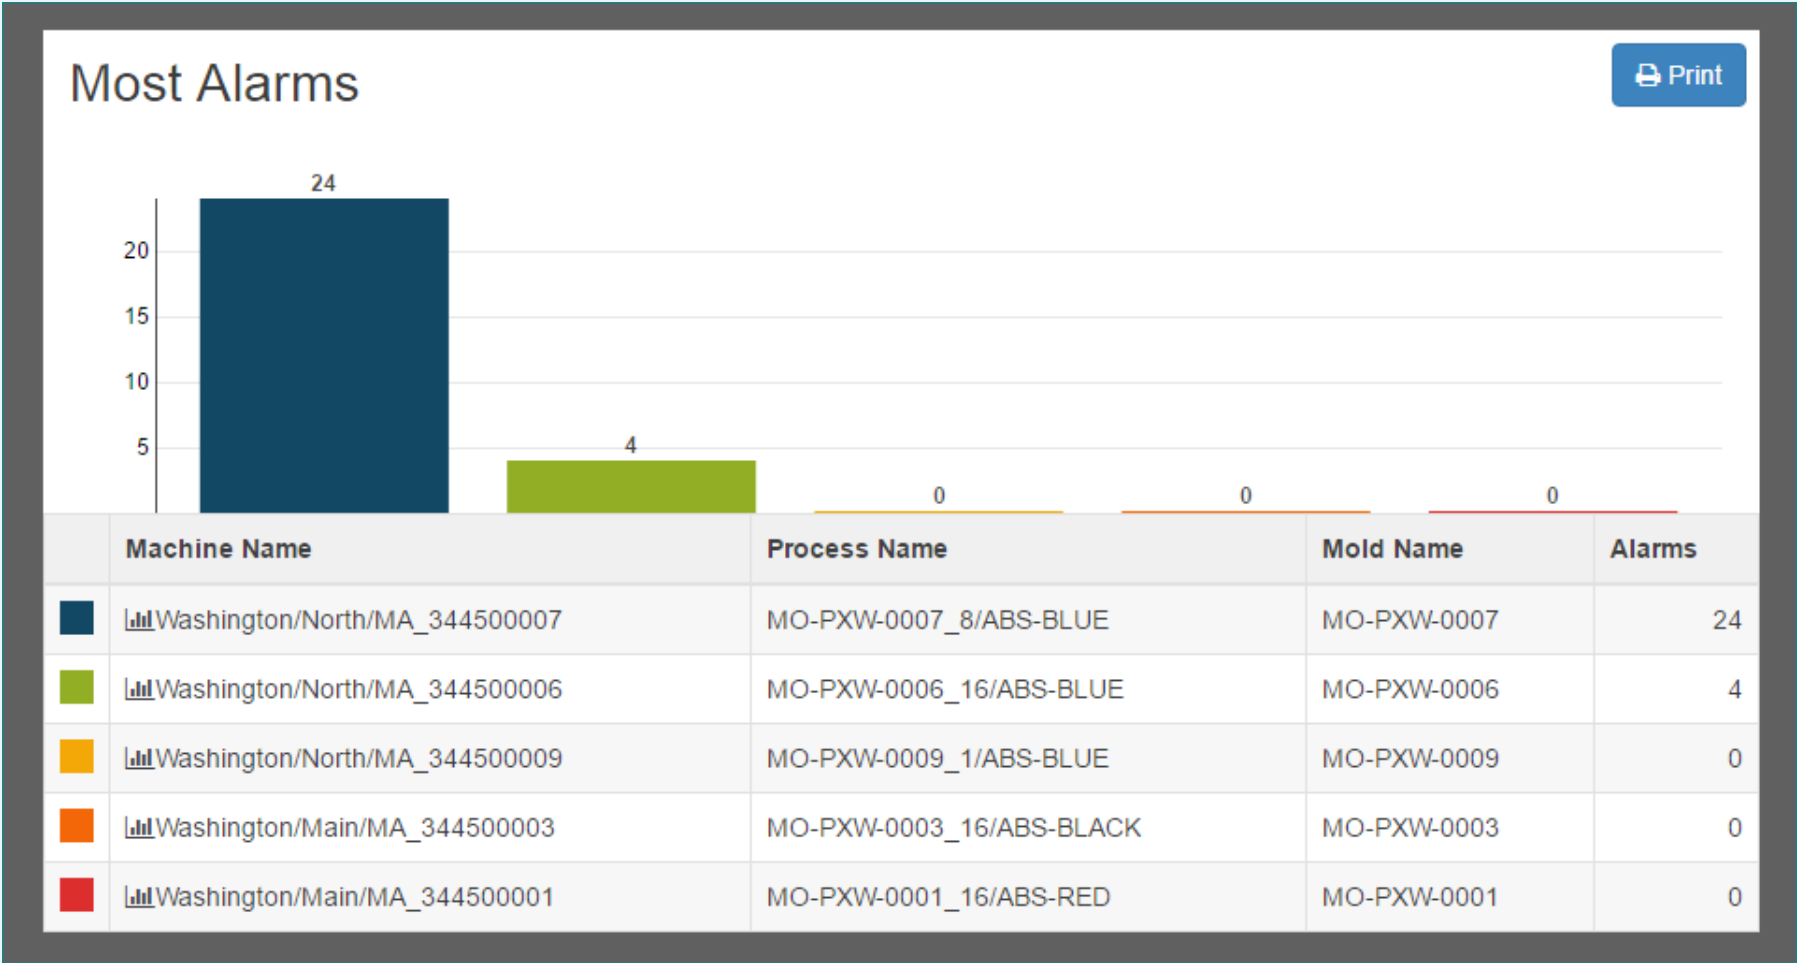 Most Alarms
Print
24
20
15
10
5
4
0
0
0
Machine Name Process Name Mold Name Alarms
Washington/North/MA_344500007 MO-PXW-0007_8/ABS-BLUE MO-PXW-0007 24
Washington/North/MA_344500006 MO-PXW-0006_16/ABS-BLUE MO-PXW-0006 4
Washington/North/MA_344500009 MO-PXW-0009_1/ABS-BLUE MO-PXW-0009 0
Washington/Main/MA_344500003 MO-PXW-0003_16/ABS-BLACK MO-PXW-0003 0
Washington/Main/MA_344500001 MO-PXW-0001_16/ABS-RED MO-PXW-0001 0